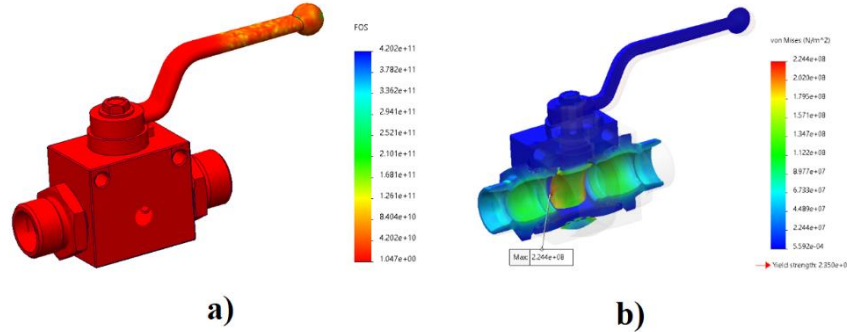 FOS
4.202e+11
3.782e+11
3.362e+11
2.941e+11
2.521e+11
2.101e+11
1.681e+11
1.261e+11
8.404e+10
4.202e+10
1.047e+00
a)
von Mises (N/m^2)
2.244e+08
2.020e+08
1.795e+08
1.571e+08
1.347e+08
1.122e+08
8.977e+07
6.733e+07
4.489e+07
2.244e+07
5.592e-04
Yield strength: 2.350e+0
Max: 2.244e+08
b)